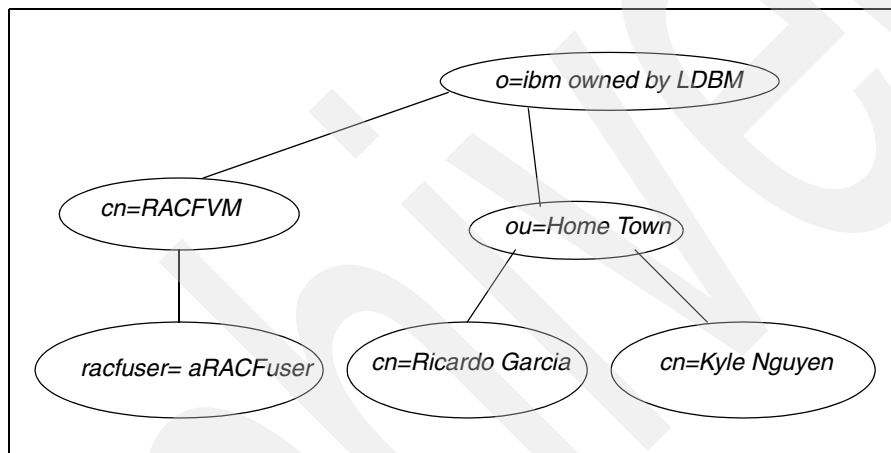 o=ibm owned by LDBM
cn=RACFVM
ou=Home Town
racfuser= aRACFuser
cn=Ricardo Garcia
cn=Kyle Nguyen